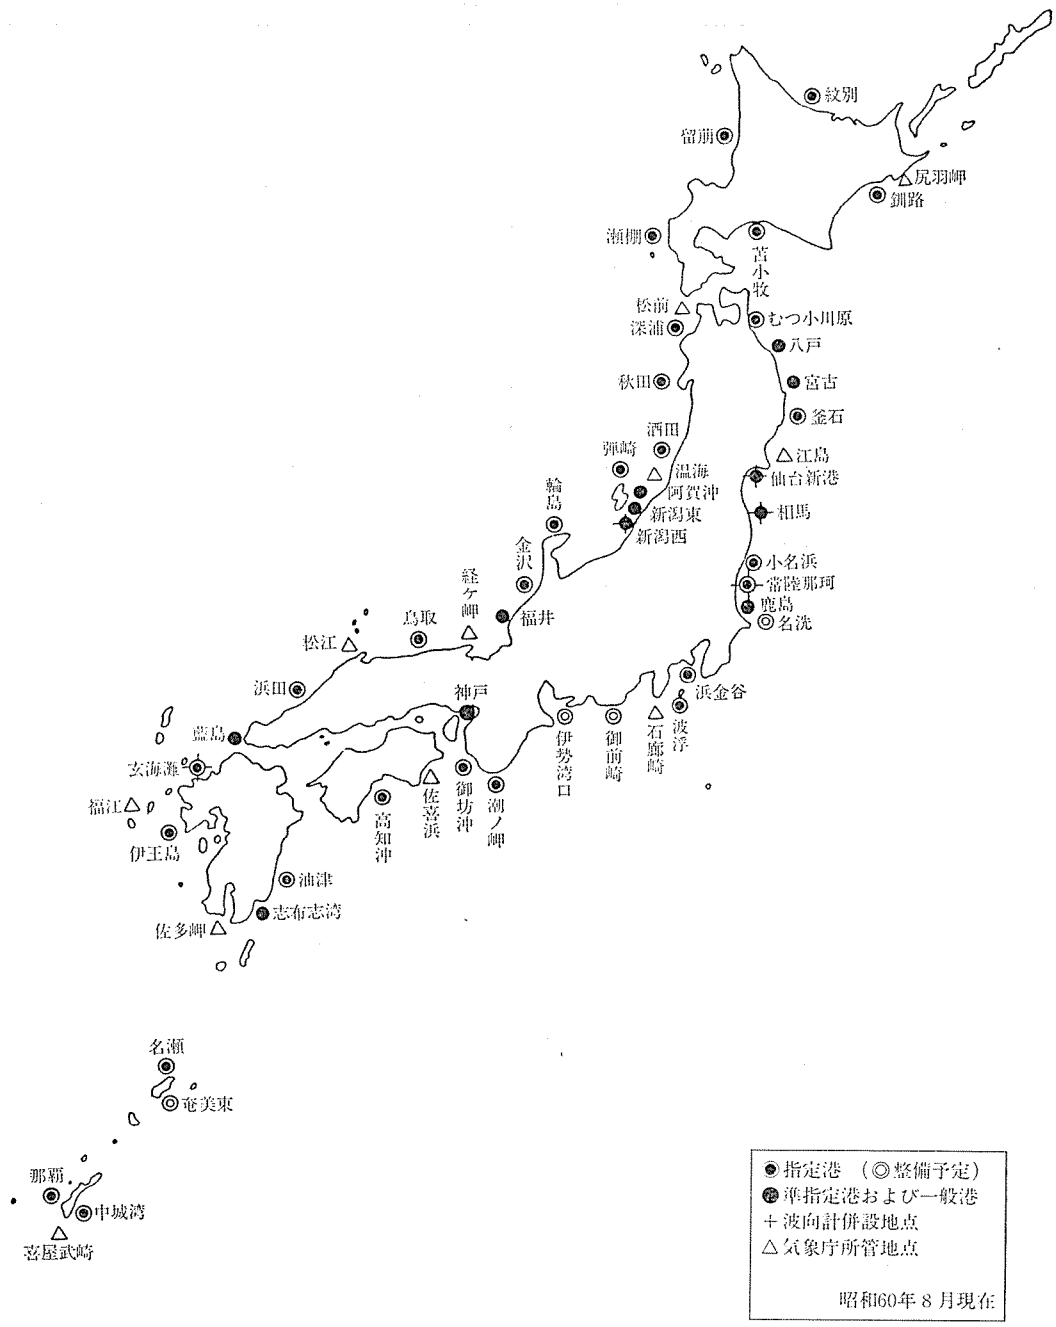 紋別
留萠
尻羽岬
釧路
瀬棚
苫小牧
松前
深浦
むつ小川原
八戸
秋田
宮古
釜石
酒田
弾崎
江島
温海
仙台新港
輪島
阿賀沖
新潟東
相馬
新潟西
金沢
小名浜
経ケ岬
常陸那珂
鹿島
福井
名洗
鳥取
松江
浜田
神戸
浜金谷
藍島
波浮
石廊崎
御前崎
伊勢湾口
玄海灘
福江
佐喜浜
御坊沖
潮ノ岬
高知沖
伊王島
油津
志布志湾
佐多岬
名瀬
奄美東
那覇
中城湾
喜屋武崎
◉指定港 (◎整備予定)
●準指定港および一般港
+波向計併設地点
△気象庁所管地点
昭和60年8月現在